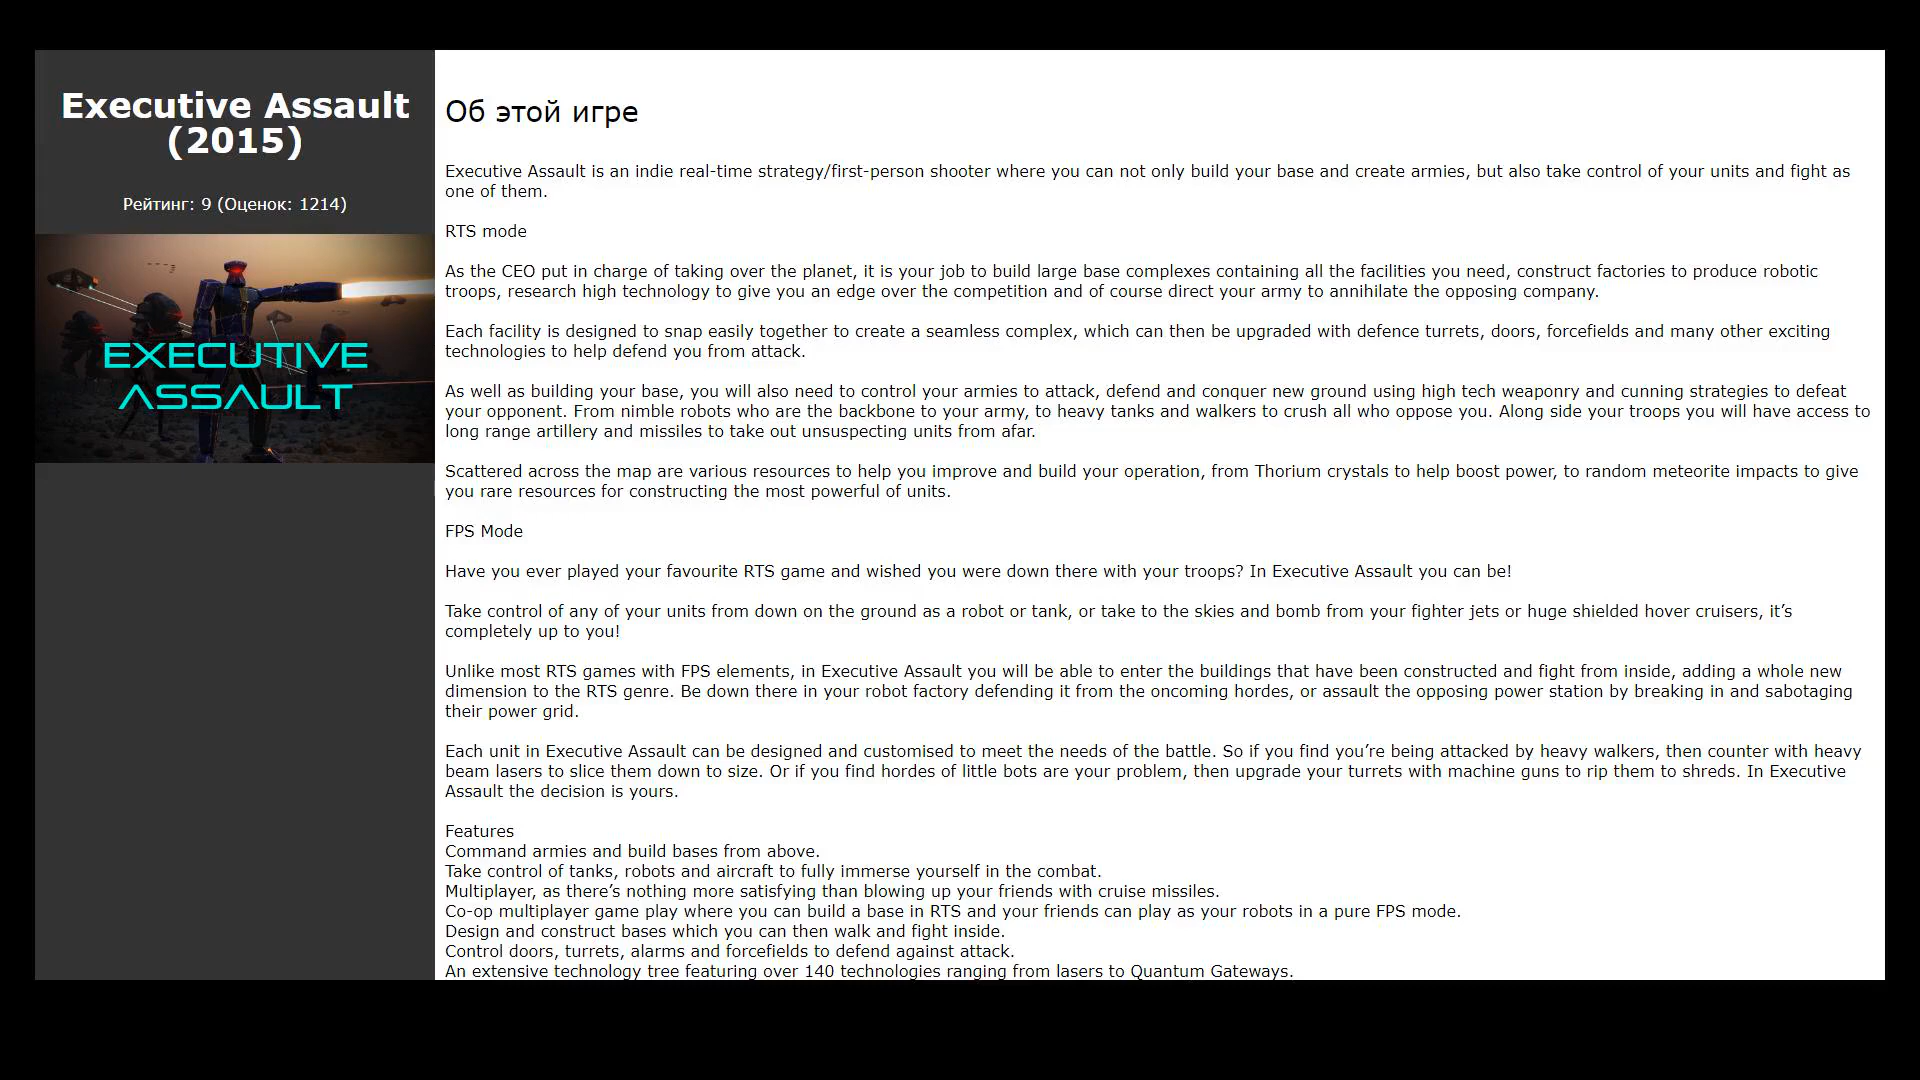 Executive Assault
(2015)
Рейтинг: 9 (Оценок: 1214)
EXECUTIVE
ASSAULT
Об этой игре
Executive Assault is an indie real-time strategy/first-person shooter where you can not only build your base and create armies, but also take control of your units and fight as
one of them.
RTS mode
As the CEO put in charge of taking over the planet, it is your job to build large base complexes containing all the facilities you need, construct factories to produce robotic
troops, research high technology to give you an edge over the competition and of course direct your army to annihilate the opposing company.
Each facility is designed to snap easily together to create a seamless complex, which can then be upgraded with defence turrets, doors, forcefields and many other exciting
technologies to help defend you from attack.
As well as building your base, you will also need to control your armies to attack, defend and conquer new ground using high tech weaponry and cunning strategies to defeat
your opponent. From nimble robots who are the backbone to your army, to heavy tanks and walkers to crush all who oppose you. Along side your troops you will have access to
long range artillery and missiles to take out unsuspecting units from afar.
Scattered across the map are various resources to help you improve and build your operation, from Thorium crystals to help boost power, to random meteorite impacts to give
you rare resources for constructing the most powerful of units.
FPS Mode
Have you ever played your favourite RTS game and wished you were down there with your troops? In Executive Assault you can be!
Take control of any of your units from down on the ground as a robot or tank, or take to the skies and bomb from your fighter jets or huge shielded hover cruisers, it’s
completely up to you!
Unlike most RTS games with FPS elements, in Executive Assault you will be able to enter the buildings that have been constructed and fight from inside, adding a whole new
dimension to the RTS genre. Be down there in your robot factory defending it from the oncoming hordes, or assault the opposing power station by breaking in and sabotaging
their power grid.
Each unit in Executive Assault can be designed and customised to meet the needs of the battle. So if you find you’re being attacked by heavy walkers, then counter with heavy
beam lasers to slice them down to size. Or if you find hordes of little bots are your problem, then upgrade your turrets with machine guns to rip them to shreds. In Executive
Assault the decision is yours.
Features
Command armies and build bases from above.
Take control of tanks, robots and aircraft to fully immerse yourself in the combat.
Multiplayer, as there’s nothing more satisfying than blowing up your friends with cruise missiles.
Co-op multiplayer game play where you can build a base in RTS and your friends can play as your robots in a pure FPS mode.
Design and construct bases which you can then walk and fight inside.
Control doors, turrets, alarms and forcefields to defend against attack.
An extensive technology tree featuring over 140 technologies ranging from lasers to Quantum Gateways.